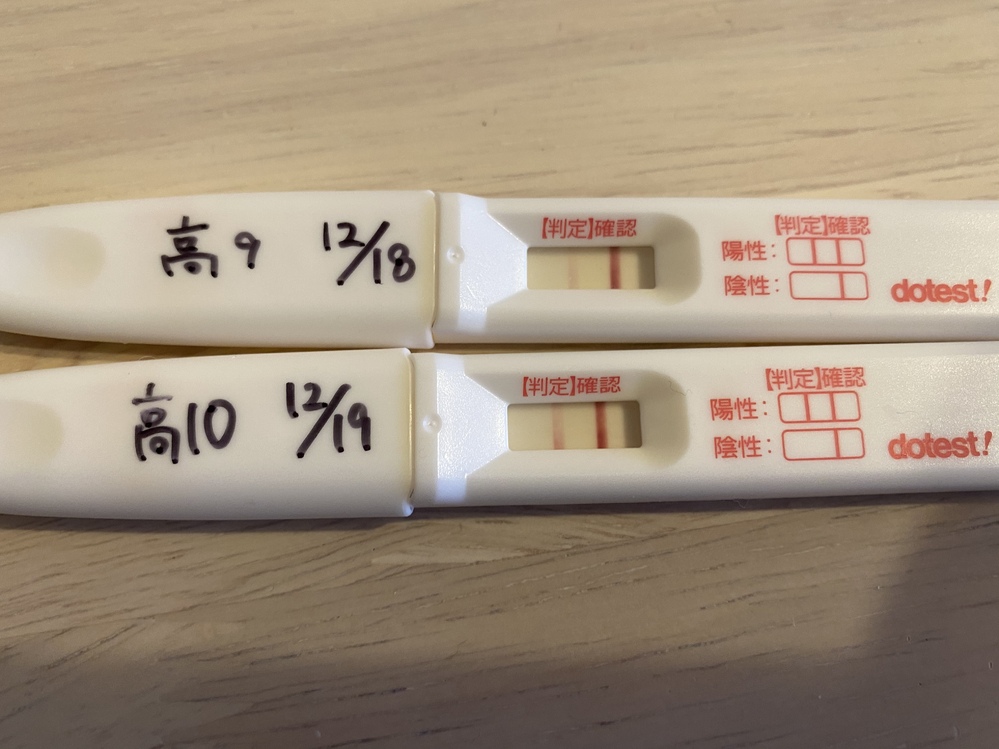 高9 12/18
【判定】確認
【判定】確認
陽性:
陰性:
dotest!
高10 12/19
【判定】確認
【判定】確認
陽性:
陰性:
dotest!